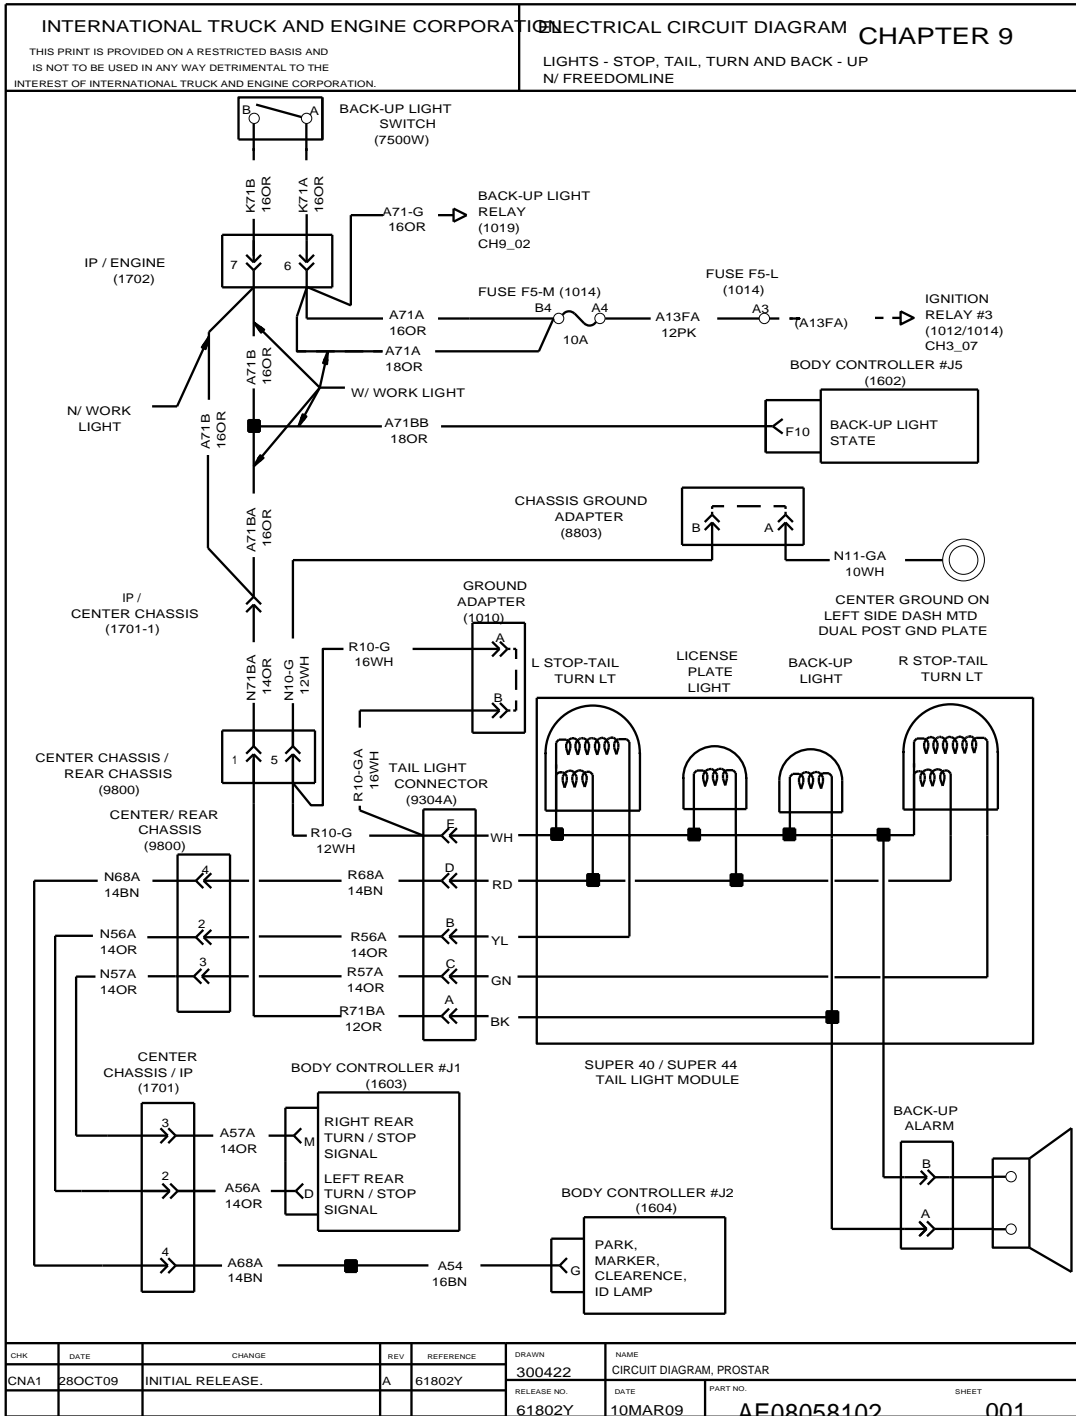 INTERNATIONAL TRUCK AND ENGINE CORPORATION
THIS PRINT IS PROVIDED ON A RESTRICTED BASIS AND
IS NOT TO BE USED IN ANY WAY DETRIMENTAL TO THE
INTEREST OF INTERNATIONAL TRUCK AND ENGINE CORPORATION.
ELECTRICAL CIRCUIT DIAGRAM
CHAPTER 9
LIGHTS - STOP, TAIL, TURN AND BACK - UP
N/ FREEDOMLINE
B
A
BACK-UP LIGHT
SWITCH
(7500W)
K71B
16OR
K71A
16OR
A71-G
16OR
BACK-UP LIGHT
RELAY
(1019)
CH9_02
IP / ENGINE
(1702)
7
6
FUSE F5-M (1014)
B4
A4
10A
FUSE F5-L
(1014)
A3
A71A
16OR
A13FA
12PK
(A13FA)
IGNITION
RELAY #3
(1012/1014)
CH3_07
A71A
18OR
A71B
16OR
W/ WORK LIGHT
N/ WORK
LIGHT
A71B
16OR
A71BB
18OR
BODY CONTROLLER #J5
(1602)
F10
BACK-UP LIGHT
STATE
A71BA
16OR
CHASSIS GROUND
ADAPTER
(8803)
B
A
N11-GA
10WH
CENTER GROUND ON
LEFT SIDE DASH MTD
DUAL POST GND PLATE
IP /
CENTER CHASSIS
(1701-1)
GROUND
ADAPTER
(1010)
A
B
R10-G
16WH
N71BA
14OR
N10-G
12WH
L STOP-TAIL
TURN LT
LICENSE
PLATE
LIGHT
BACK-UP
LIGHT
R STOP-TAIL
TURN LT
CENTER CHASSIS /
REAR CHASSIS
(9800)
1
5
R10-GA
16WH
TAIL LIGHT
CONNECTOR
(9304A)
CENTER/ REAR
CHASSIS
(9800)
R10-G
12WH
E
WH
N68A
14BN
4
R68A
14BN
D
RD
N56A
14OR
2
R56A
14OR
B
YL
N57A
14OR
3
R57A
14OR
C
GN
R71BA
12OR
A
BK
SUPER 40 / SUPER 44
TAIL LIGHT MODULE
CENTER
CHASSIS / IP
(1701)
BODY CONTROLLER #J1
(1603)
3
A57A
14OR
M
RIGHT REAR
TURN / STOP
SIGNAL
2
A56A
14OR
D
LEFT REAR
TURN / STOP
SIGNAL
BACK-UP
ALARM
B
A
BODY CONTROLLER #J2
(1604)
4
A68A
14BN
A54
16BN
G
PARK,
MARKER,
CLEARENCE,
ID LAMP
CHK DATE CHANGE REV REFERENCE
CNA1 28OCT09 INITIAL RELEASE. A 61802Y
DRAWN
300422
NAME
CIRCUIT DIAGRAM, PROSTAR
RELEASE NO.
61802Y
DATE
10MAR09
PART NO.
AE08058102
SHEET
001